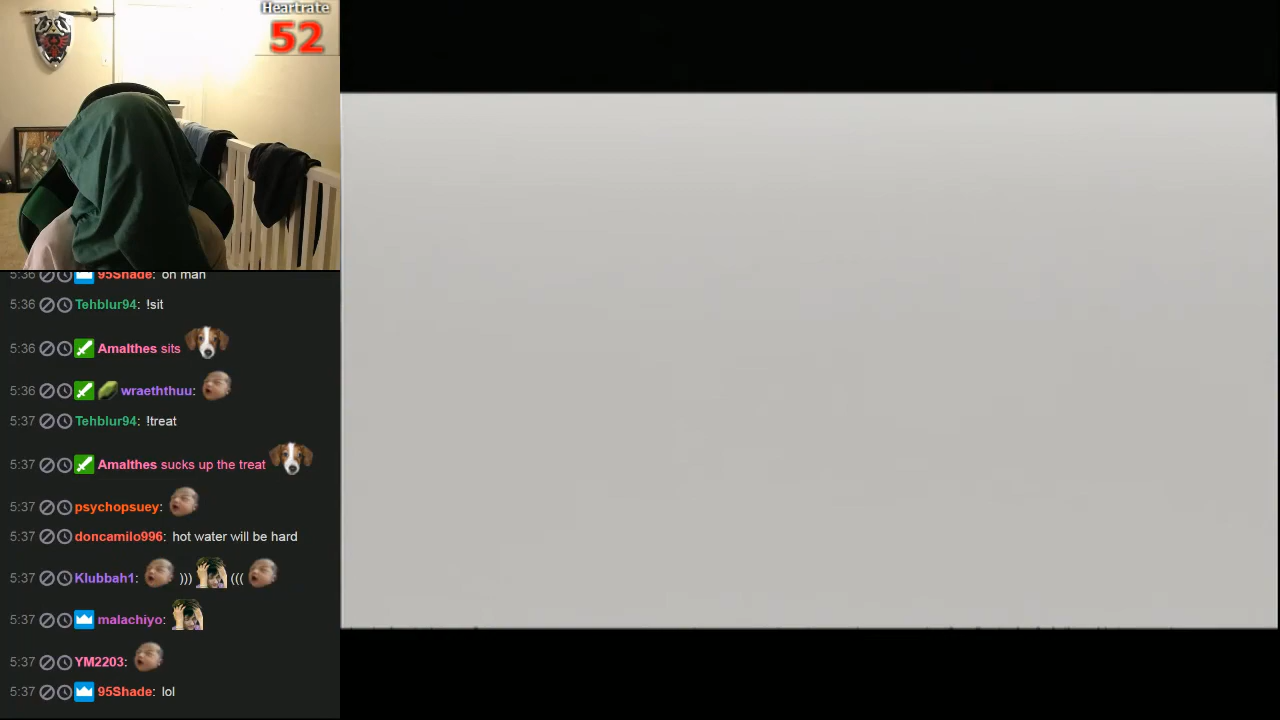 Heartrate
52
5:36 95Shade: oh man
5:36 Tehblur94: !sit
5:36 Amalthes sits
5:36 wraeththuu:
5:37 Tehblur94: !treat
5:37 Amalthes sucks up the treat
5:37 psychopsuey:
5:37 doncamilo996: hot water will be hard
5:37 Klubbah1: ))) (((
5:37 malachiyo:
5:37 YM2203:
5:37 95Shade: lol